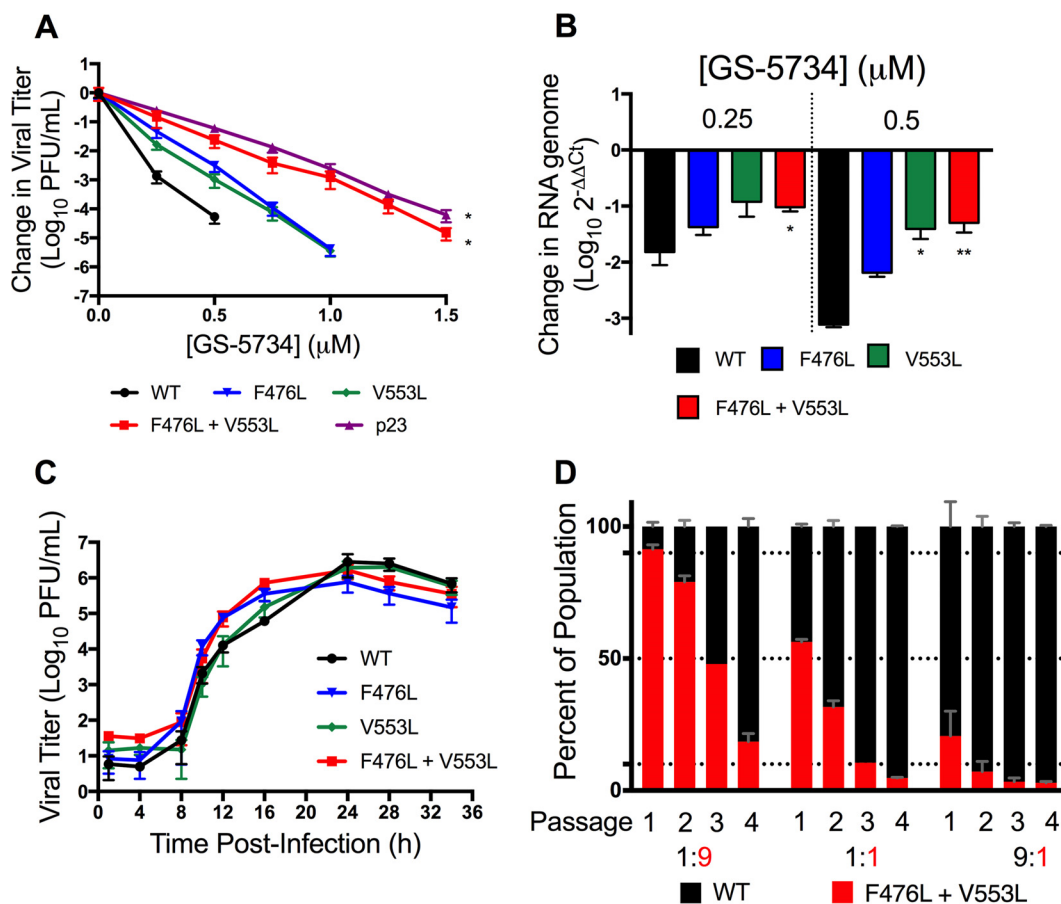 A
Change in Viral Titer
(Log10 PFU/mL)
1
0
-1
-2
-3
-4
-5
-6
-7
0.0
0.5
1.0
1.5
*
*
[GS-5734] (μM)
WT
F476L
V553L
F476L + V553L
p23
B
[GS-5734] (μM)
0.25
0.5
Change in RNA genome
(Log10 2-ΔΔCt)
1
0
-1
-2
-3
*
*
**
WT
F476L
V553L
F476L + V553L
C
Viral Titer (Log10 PFU/mL)
7
6
5
4
3
2
1
0
0 4 8 12 16 20 24 28 32 36
Time Post-Infection (h)
WT
F476L
V553L
F476L + V553L
D
Percent of Population
100
50
0
Passage 1 2 3 4 1 2 3 4 1 2 3 4
1:9 1:1 9:1
WT F476L + V553L